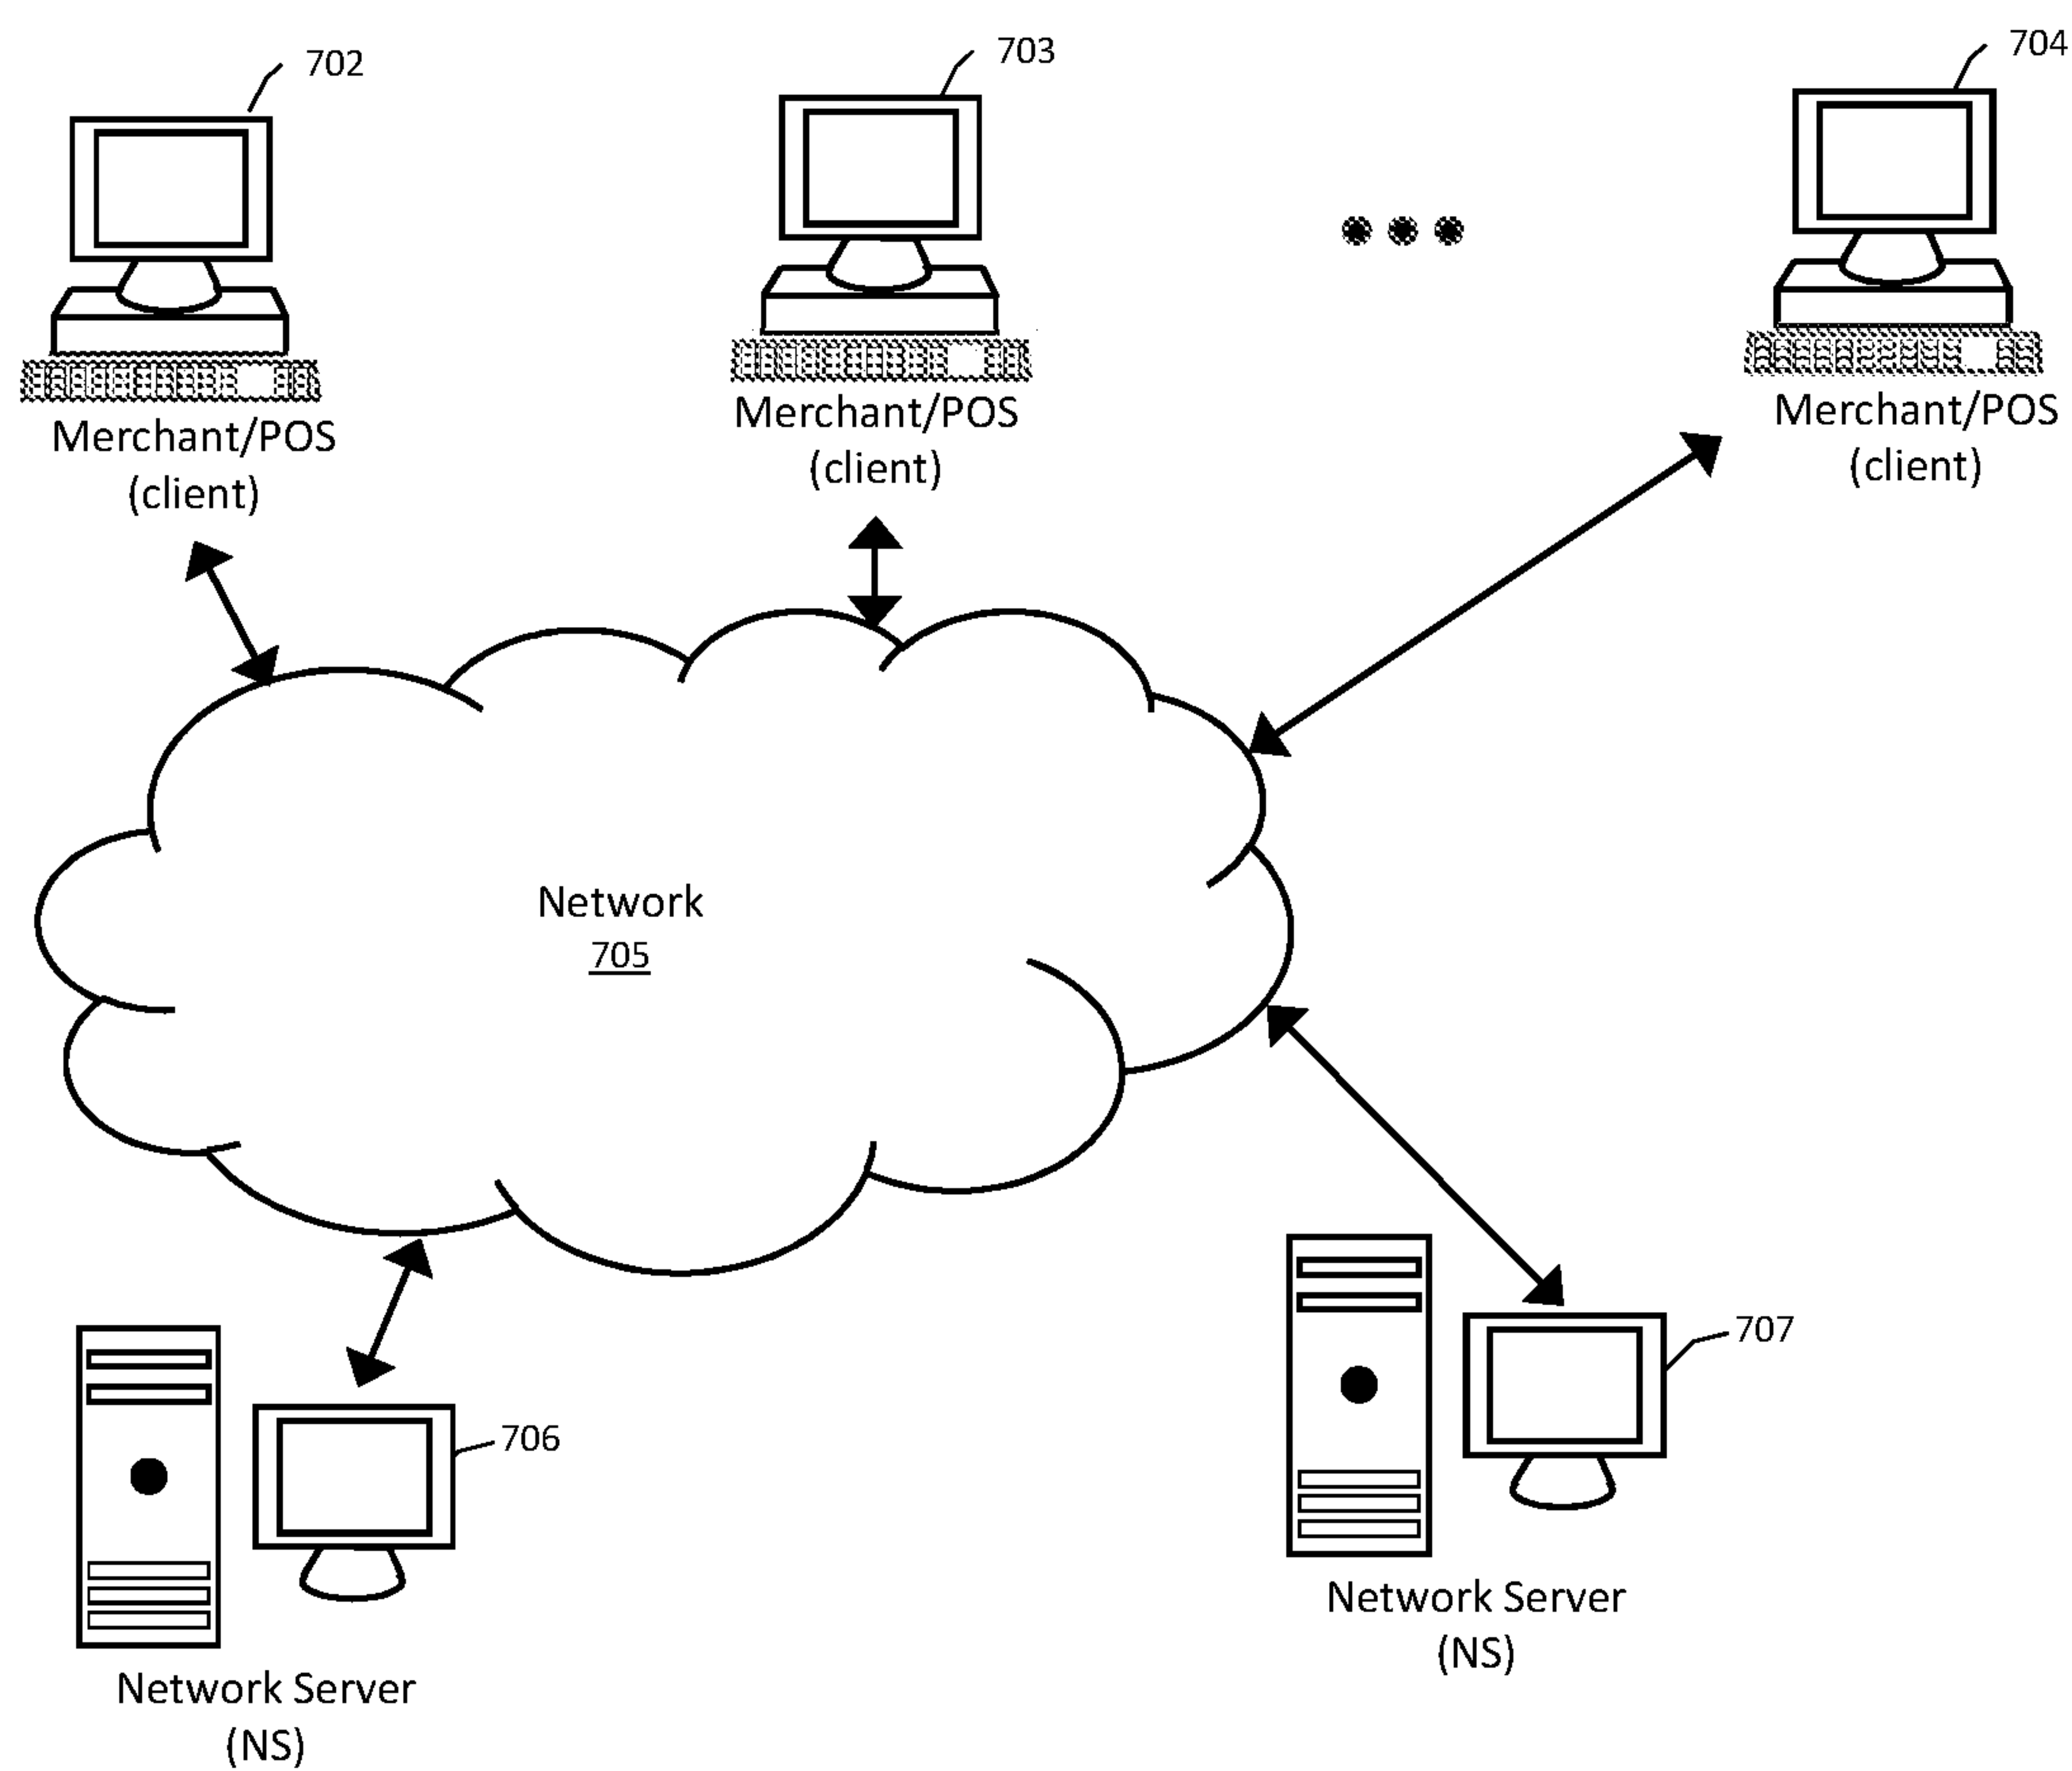 702
703
704
Merchant/POS
(client)
Merchant/POS
(client)
Merchant/POS
(client)
Network
705
706
707
Network Server
(NS)
Network Server
(NS)